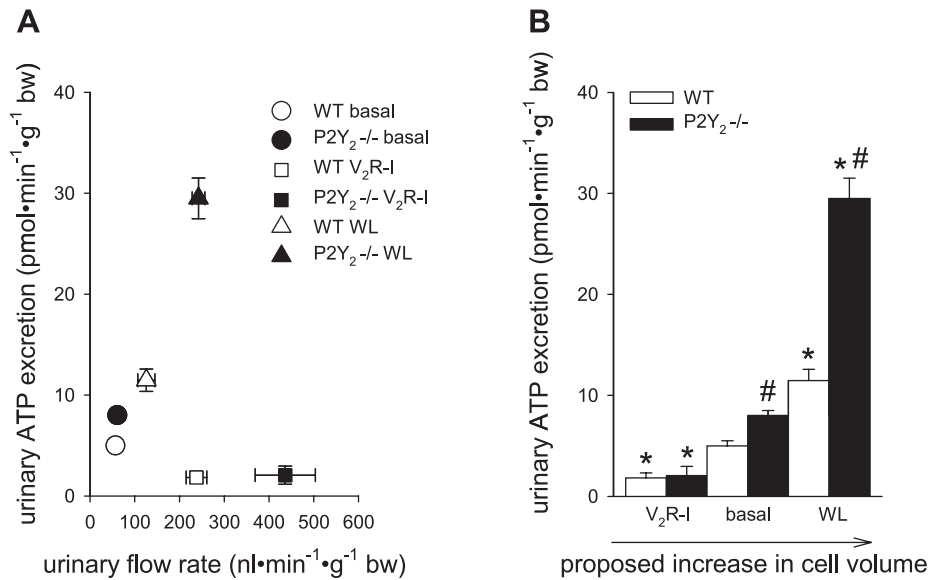 A
urinary ATP excretion (pmol•min⁻¹•g⁻¹ bw)
40
30
20
10
0
0 100 200 300 400 500 600
urinary flow rate (nl•min⁻¹•g⁻¹ bw)
WT basal
P2Y₂-/- basal
WT V₂R-I
P2Y₂-/- V₂R-I
WT WL
P2Y₂-/- WL
B
urinary ATP excretion (pmol•min⁻¹•g⁻¹ bw)
40
30
20
10
0
WT
P2Y₂-/-
* #
*
#
* *
V₂R-I basal WL
proposed increase in cell volume